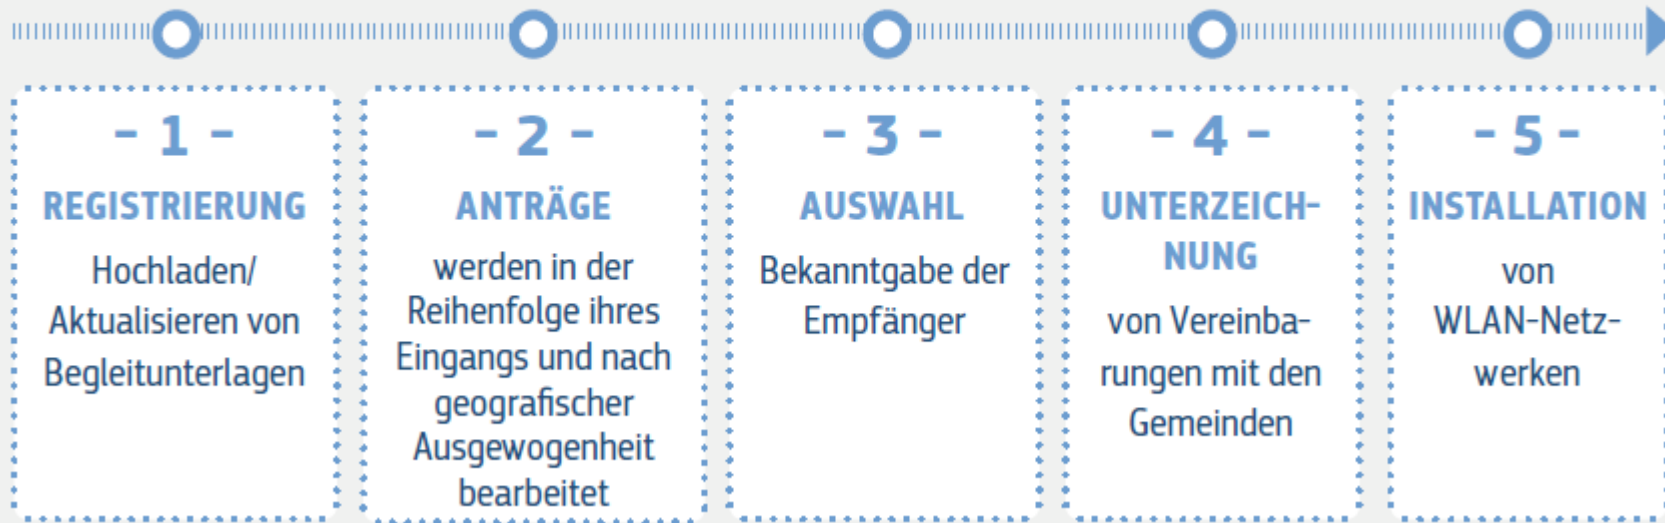 - 1 -
REGISTRIERUNG
Hochladen/
Aktualisieren von
Begleitunterlagen
- 2 -
ANTRÄGE
werden in der
Reihenfolge ihres
Eingangs und nach
geografischer
Ausgewogenheit
bearbeitet
- 3 -
AUSWAHL
Bekanntgabe der
Empfänger
- 4 -
UNTERZEICH-
NUNG
von Vereinba-
rungen mit den
Gemeinden
- 5 -
INSTALLATION
von
WLAN-Netz-
werken